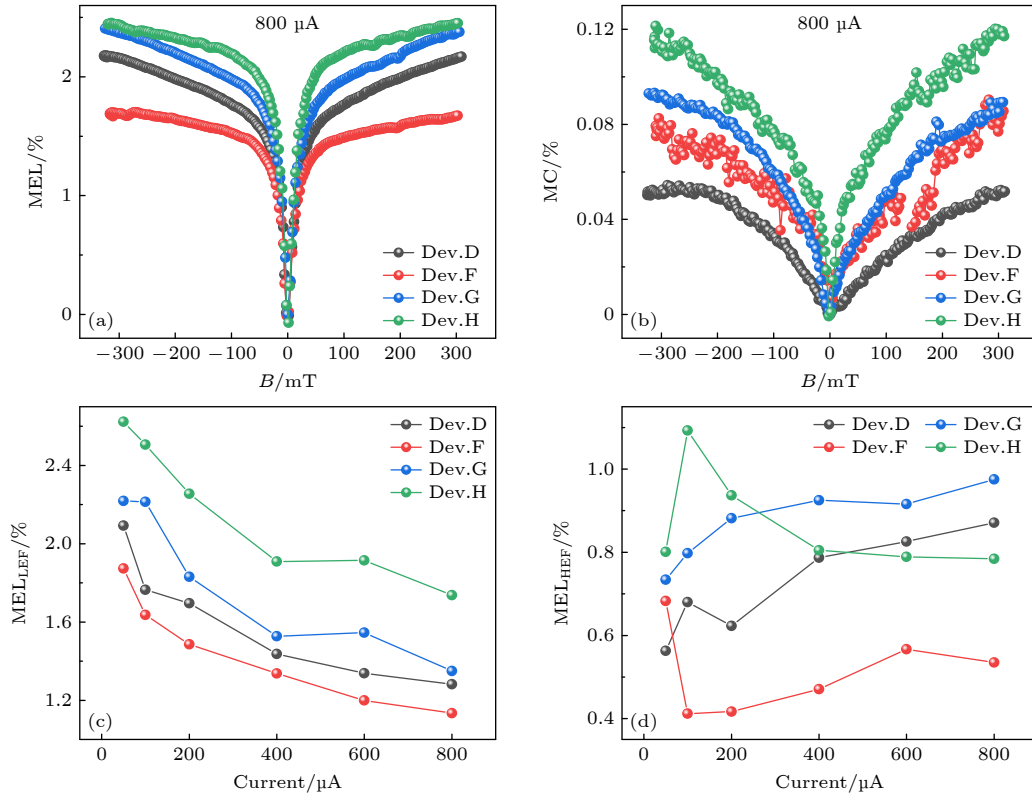 800 µA
MEL/%
2
1
0
Dev.D
Dev.F
Dev.G
Dev.H
(a)
−300 −200 −100 0 100 200 300
B/mT
800 µA
MC/%
0.12
0.08
0.04
0
Dev.D
Dev.F
Dev.G
Dev.H
(b)
−300 −200 −100 0 100 200 300
B/mT
MEL_LEF/%
2.4
2.0
1.6
1.2
Dev.D
Dev.F
Dev.G
Dev.H
(c)
0 200 400 600 800
Current/µA
MEL_HEF/%
1.0
0.8
0.6
0.4
Dev.D Dev.G
Dev.F Dev.H
(d)
0 200 400 600 800
Current/µA